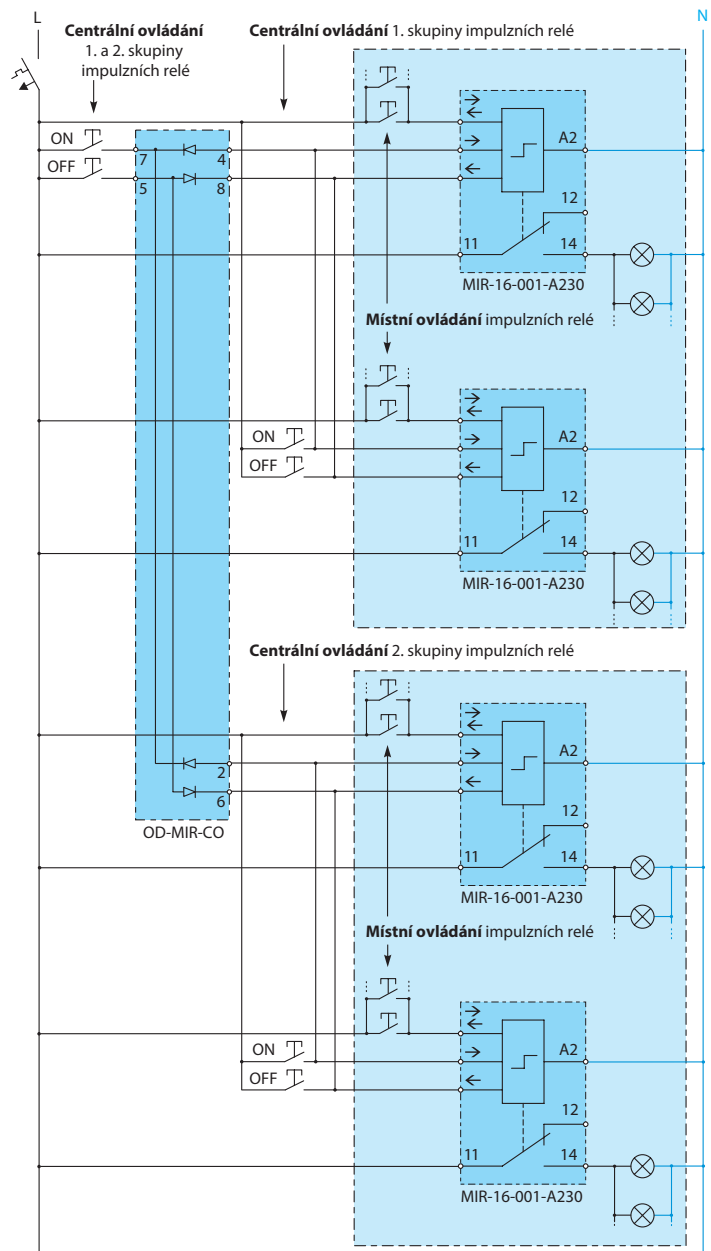 L
N
Centrální ovládání
1. a 2. skupiny
impulzních relé
Centrální ovládání 1. skupiny impulzních relé
ON
OFF
7
4
5
8
A2
12
11
14
MIR-16-001-A230
Místní ovládání impulzních relé
ON
OFF
A2
12
11
14
MIR-16-001-A230
Centrální ovládání 2. skupiny impulzních relé
2
6
OD-MIR-CO
A2
12
11
14
MIR-16-001-A230
Místní ovládání impulzních relé
ON
OFF
A2
12
11
14
MIR-16-001-A230